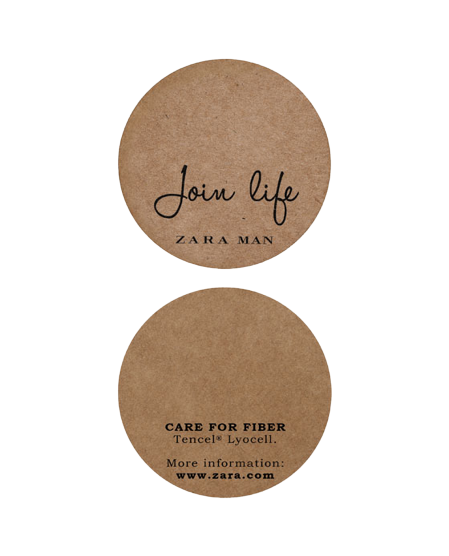 Join life
ZARA MAN
CARE FOR FIBER
Tencel® Lyocell.
More information:
www.zara.com